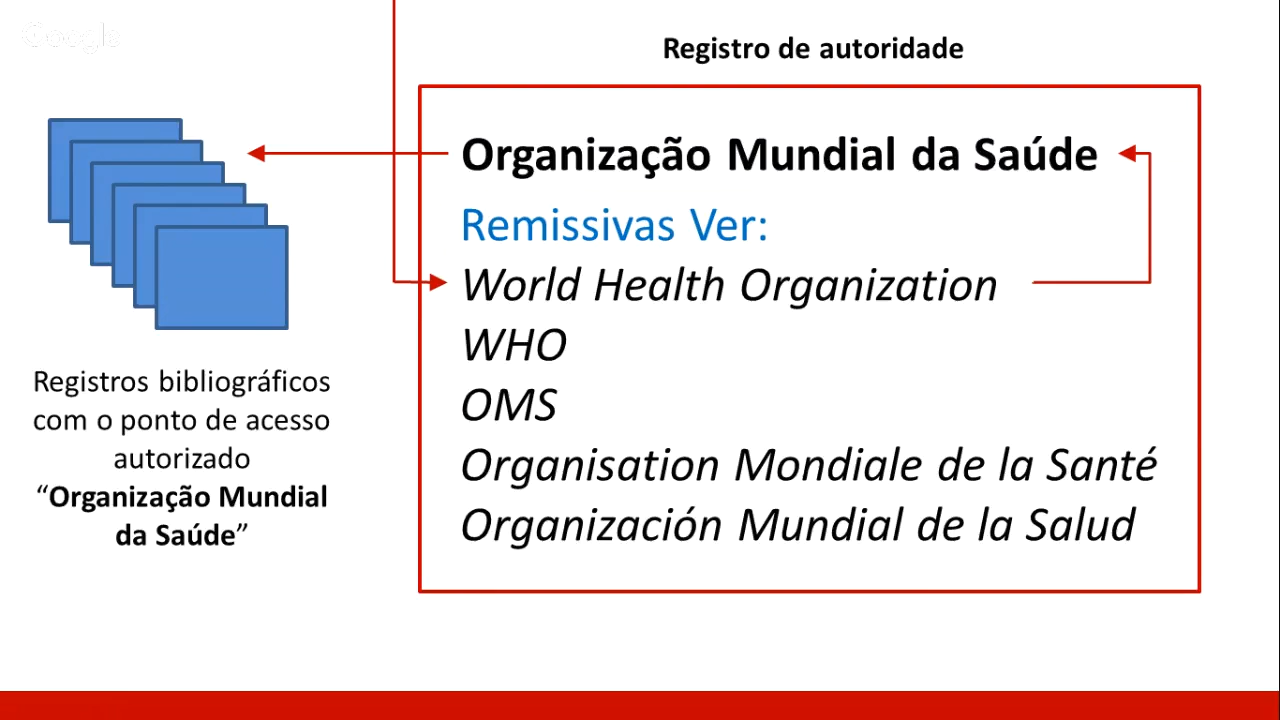 Google
Registro de autoridade
Organização Mundial da Saúde
Remissivas Ver:
World Health Organization
WHO
OMS
Organisation Mondiale de la Santé
Organización Mundial de la Salud
Registros bibliográficos
com o ponto de acesso
autorizado
“Organização Mundial
da Saúde”